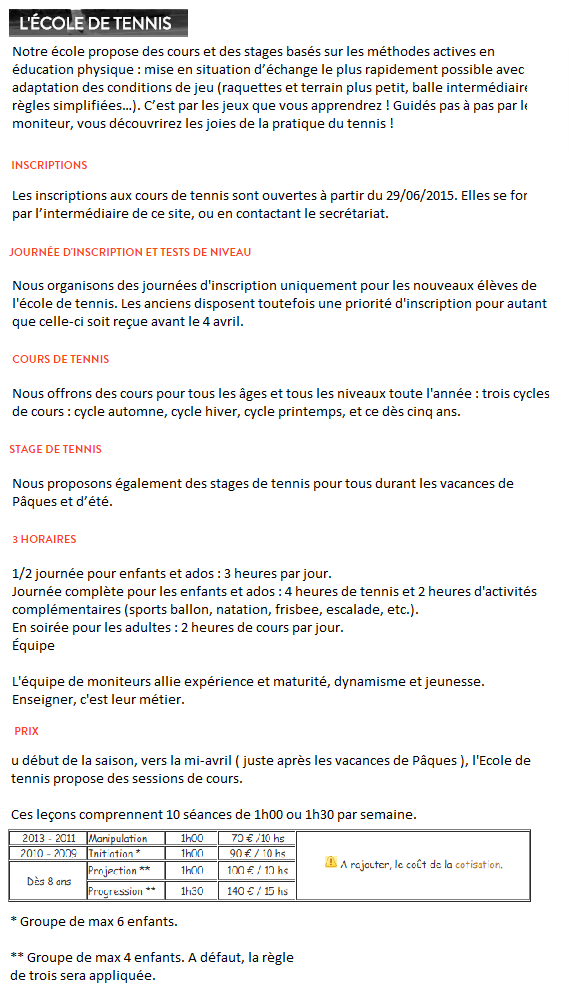 L'ÉCOLE DE TENNIS
Notre école propose des cours et des stages basés sur les méthodes actives en
éducation physique : mise en situation d'échange le plus rapidement possible avec
adaptation des conditions de jeu (raquettes et terrain plus petit, balle intermédiaire
règles simplifiées...). C'est par les jeux que vous apprendrez ! Guidés pas à pas par le
moniteur, vous découvrirez les joies de la pratique du tennis !
INSCRIPTIONS
Les inscriptions aux cours de tennis sont ouvertes à partir du 29/06/2015. Elles se for
par l'intermédiaire de ce site, ou en contactant le secrétariat.
JOURNÉE D'INSCRIPTION ET TESTS DE NIVEAU
Nous organisons des journées d'inscription uniquement pour les nouveaux élèves de
l'école de tennis. Les anciens disposent toutefois une priorité d'inscription pour autant
que celle-ci soit reçue avant le 4 avril.
COURS DE TENNIS
Nous offrons des cours pour tous les âges et tous les niveaux toute l'année : trois cycles
de cours : cycle automne, cycle hiver, cycle printemps, et ce dès cinq ans.
STAGE DE TENNIS
Nous proposons également des stages de tennis pour tous durant les vacances de
Pâques et d'été.
3 HORAIRES
1/2 journée pour enfants et ados : 3 heures par jour.
Journée complète pour les enfants et ados : 4 heures de tennis et 2 heures d'activités
complémentaires (sports ballon, natation, frisbee, escalade, etc.).
En soirée pour les adultes : 2 heures de cours par jour.
Équipe
L'équipe de moniteurs allie expérience et maturité, dynamisme et jeunesse.
Enseigner, c'est leur métier.
PRIX
u début de la saison, vers la mi-avril ( juste après les vacances de Pâques ), l'Ecole de
tennis propose des sessions de cours.
Ces leçons comprennent 10 séances de 1h00 ou 1h30 par semaine.
2013 - 2011 Manipulation 1h00 70 € /10 hs
2010 - 2009 Initiation * 1h00 90 € / 10 hs
Dès 8 ans Projection ** 1h00 100 € / 10 hs
Progression ** 1h30 140 € / 15 hs
A rajouter, le coût de la cotisation.
* Groupe de max 6 enfants.
** Groupe de max 4 enfants. A défaut, la règle
de trois sera appliquée.